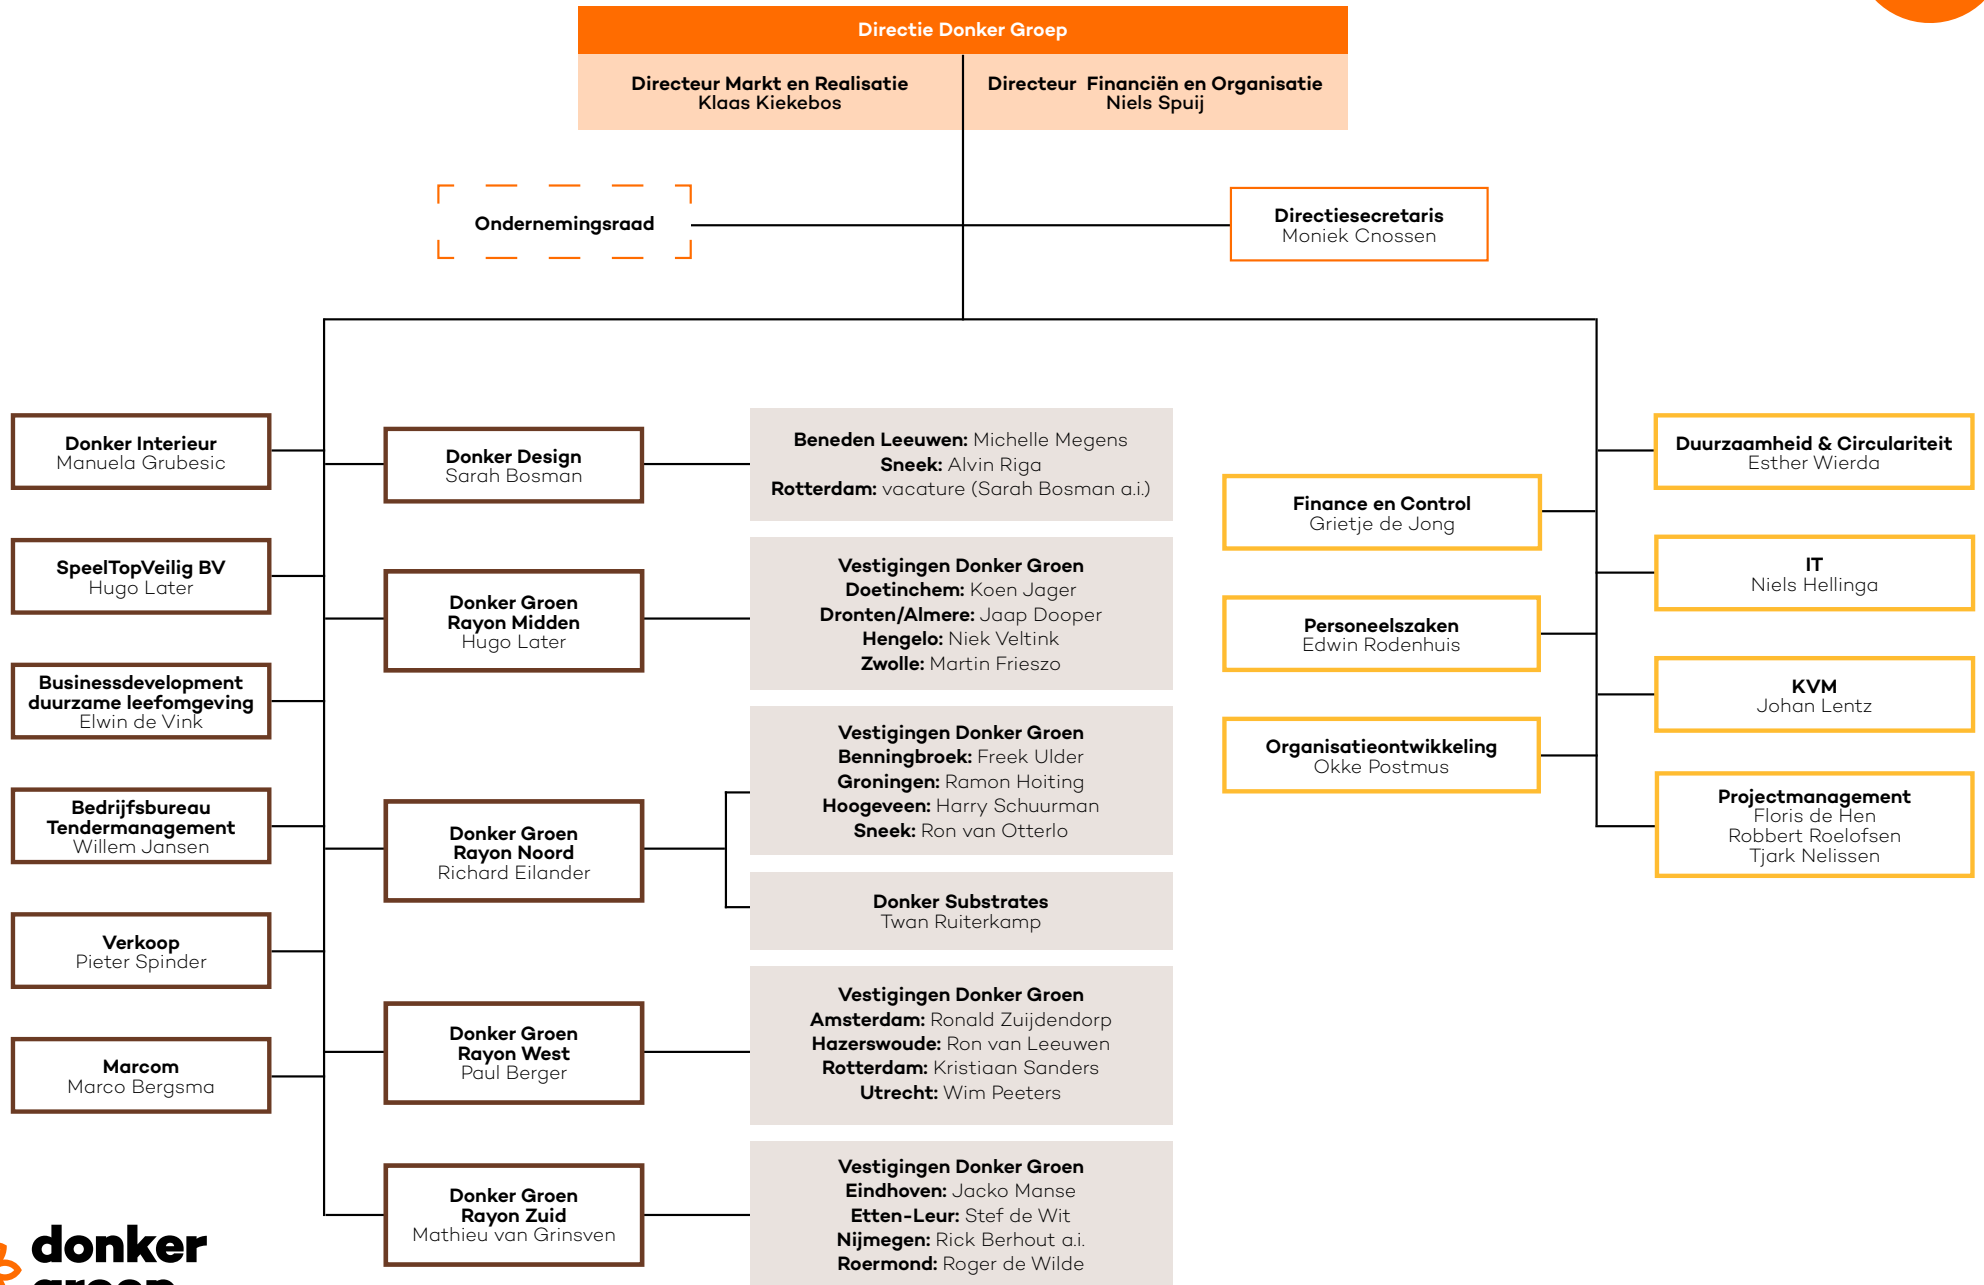 Directie Donker Groep
Directeur Markt en Realisatie
Klaas Kiekebos
Directeur Financiën en Organisatie
Niels Spuij
Ondernemingsraad
Directiesecretaris
Moniek Cnossen
Donker Interieur
Manuela Grubesic
SpeelTopVeilig BV
Hugo Later
Businessdevelopment
duurzame leefomgeving
Elwin de Vink
Bedrijfsbureau
Tendermanagement
Willem Jansen
Verkoop
Pieter Spinder
Marcom
Marco Bergsma
Donker Design
Sarah Bosman
Beneden Leeuwen: Michelle Megens
Sneek: Alvin Riga
Rotterdam: vacature (Sarah Bosman a.i.)
Donker Groen
Rayon Midden
Hugo Later
Vestigingen Donker Groen
Doetinchem: Koen Jager
Dronten/Almere: Jaap Dooper
Hengelo: Niek Veltink
Zwolle: Martin Frieszo
Donker Groen
Rayon Noord
Richard Eilander
Vestigingen Donker Groen
Benningbroek: Freek Ulder
Groningen: Ramon Hoiting
Hoogeveen: Harry Schuurman
Sneek: Ron van Otterlo
Donker Substrates
Twan Ruiterkamp
Donker Groen
Rayon West
Paul Berger
Vestigingen Donker Groen
Amsterdam: Ronald Zuijdendorp
Hazerswoude: Ron van Leeuwen
Rotterdam: Kristiaan Sanders
Utrecht: Wim Peeters
Donker Groen
Rayon Zuid
Mathieu van Grinsven
Vestigingen Donker Groen
Eindhoven: Jacko Manse
Etten-Leur: Stef de Wit
Nijmegen: Rick Berhout a.i.
Roermond: Roger de Wilde
Finance en Control
Grietje de Jong
Personeelszaken
Edwin Rodenhuis
Organisatieontwikkeling
Okke Postmus
Duurzaamheid & Circulariteit
Esther Wierda
IT
Niels Hellinga
KVM
Johan Lentz
Projectmanagement
Floris de Hen
Robbert Roelofsen
Tjark Nelissen
donker
groep